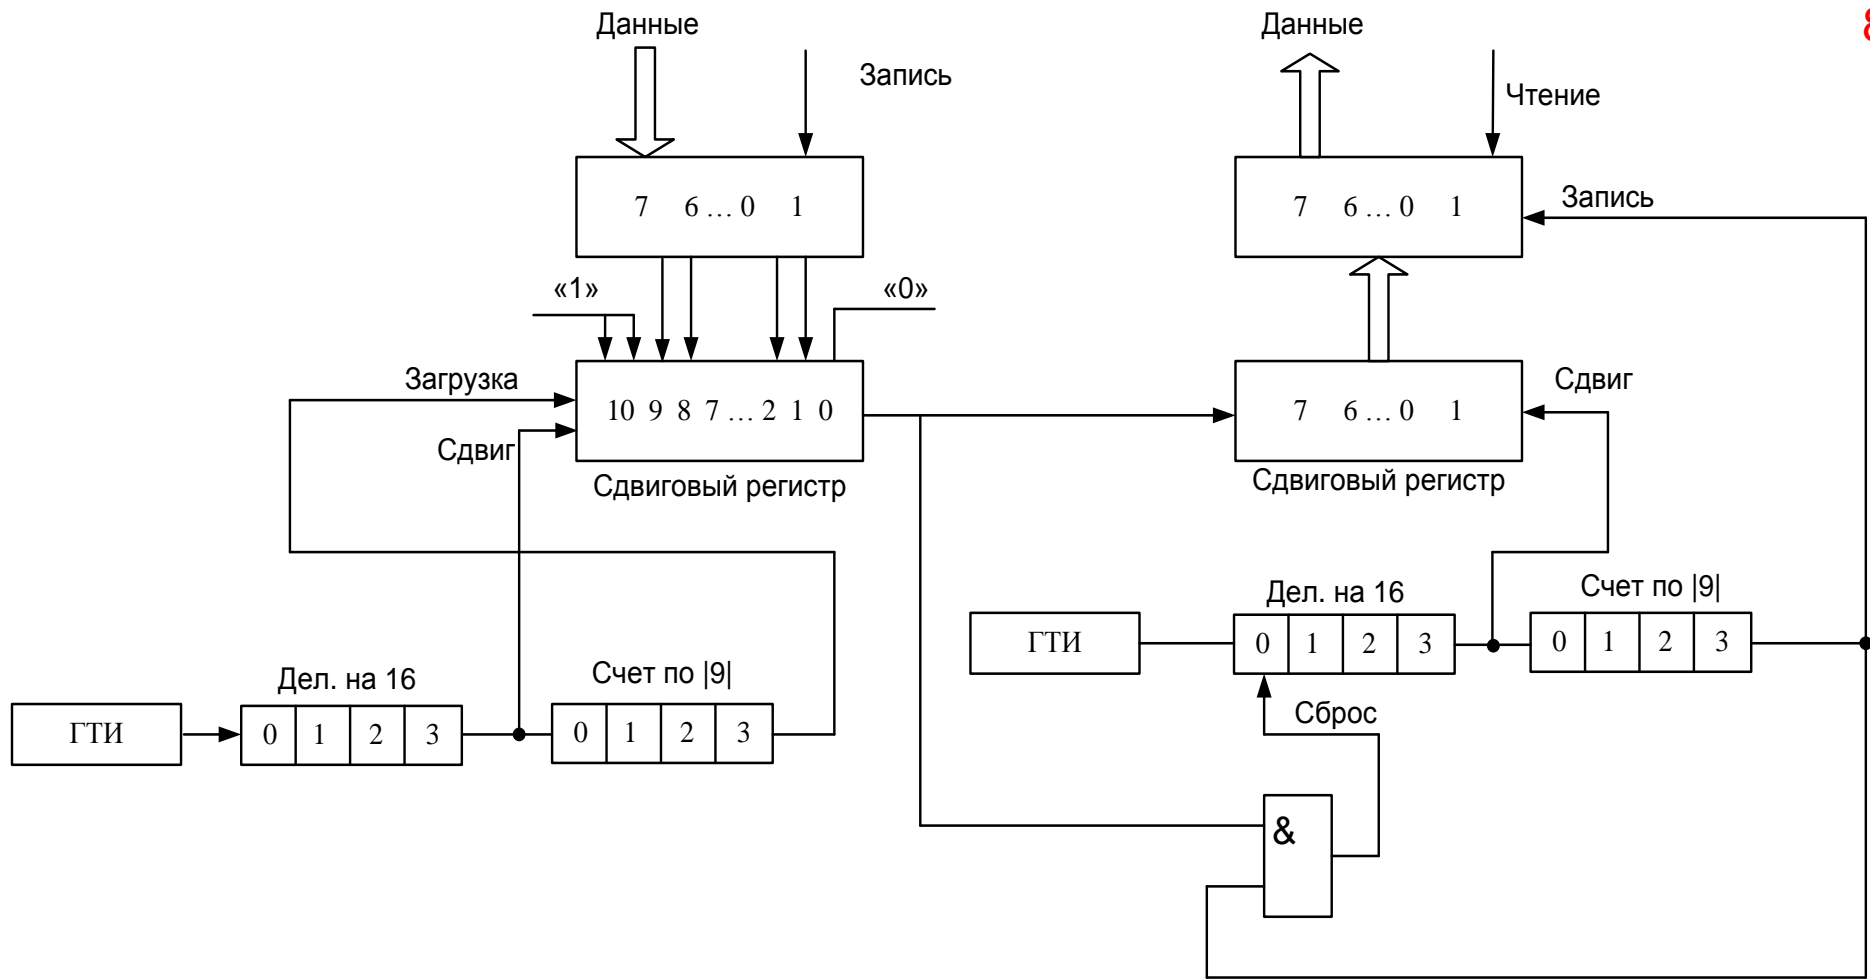 Данные
Данные
8
Запись
Чтение
7 6 … 0 1
7 6 … 0 1
Запись
«1»
«0»
Загрузка
Сдвиг
10 9 8 7 … 2 1 0
7 6 … 0 1
Сдвиг
Сдвиговый регистр
Сдвиговый регистр
Дел. на 16
Счет по |9|
ГТИ
0 1 2 3
0 1 2 3
Дел. на 16
Счет по |9|
ГТИ
0 1 2 3
0 1 2 3
Сброс
&